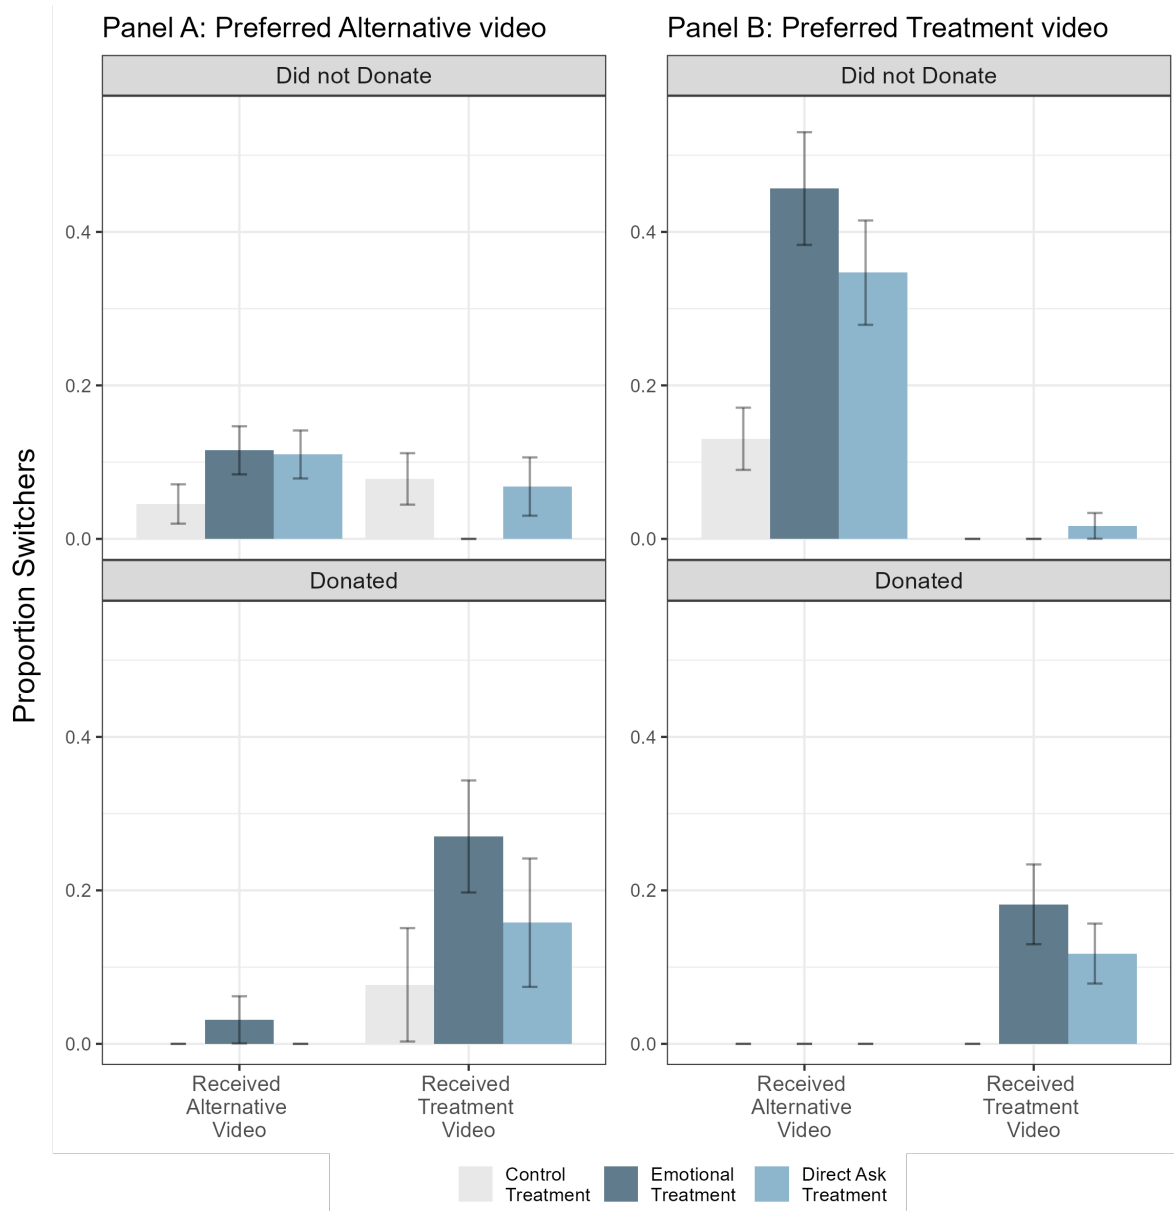 Panel A: Preferred Alternative video
Panel B: Preferred Treatment video
Did not Donate
Did not Donate
0.4
0.2
0.0
0.4
0.2
0.0
Proportion Switchers
Donated
Donated
0.4
0.2
0.0
0.4
0.2
0.0
Received
Alternative
Video
Received
Treatment
Video
Received
Alternative
Video
Received
Treatment
Video
Control
Treatment
Emotional
Treatment
Direct Ask
Treatment